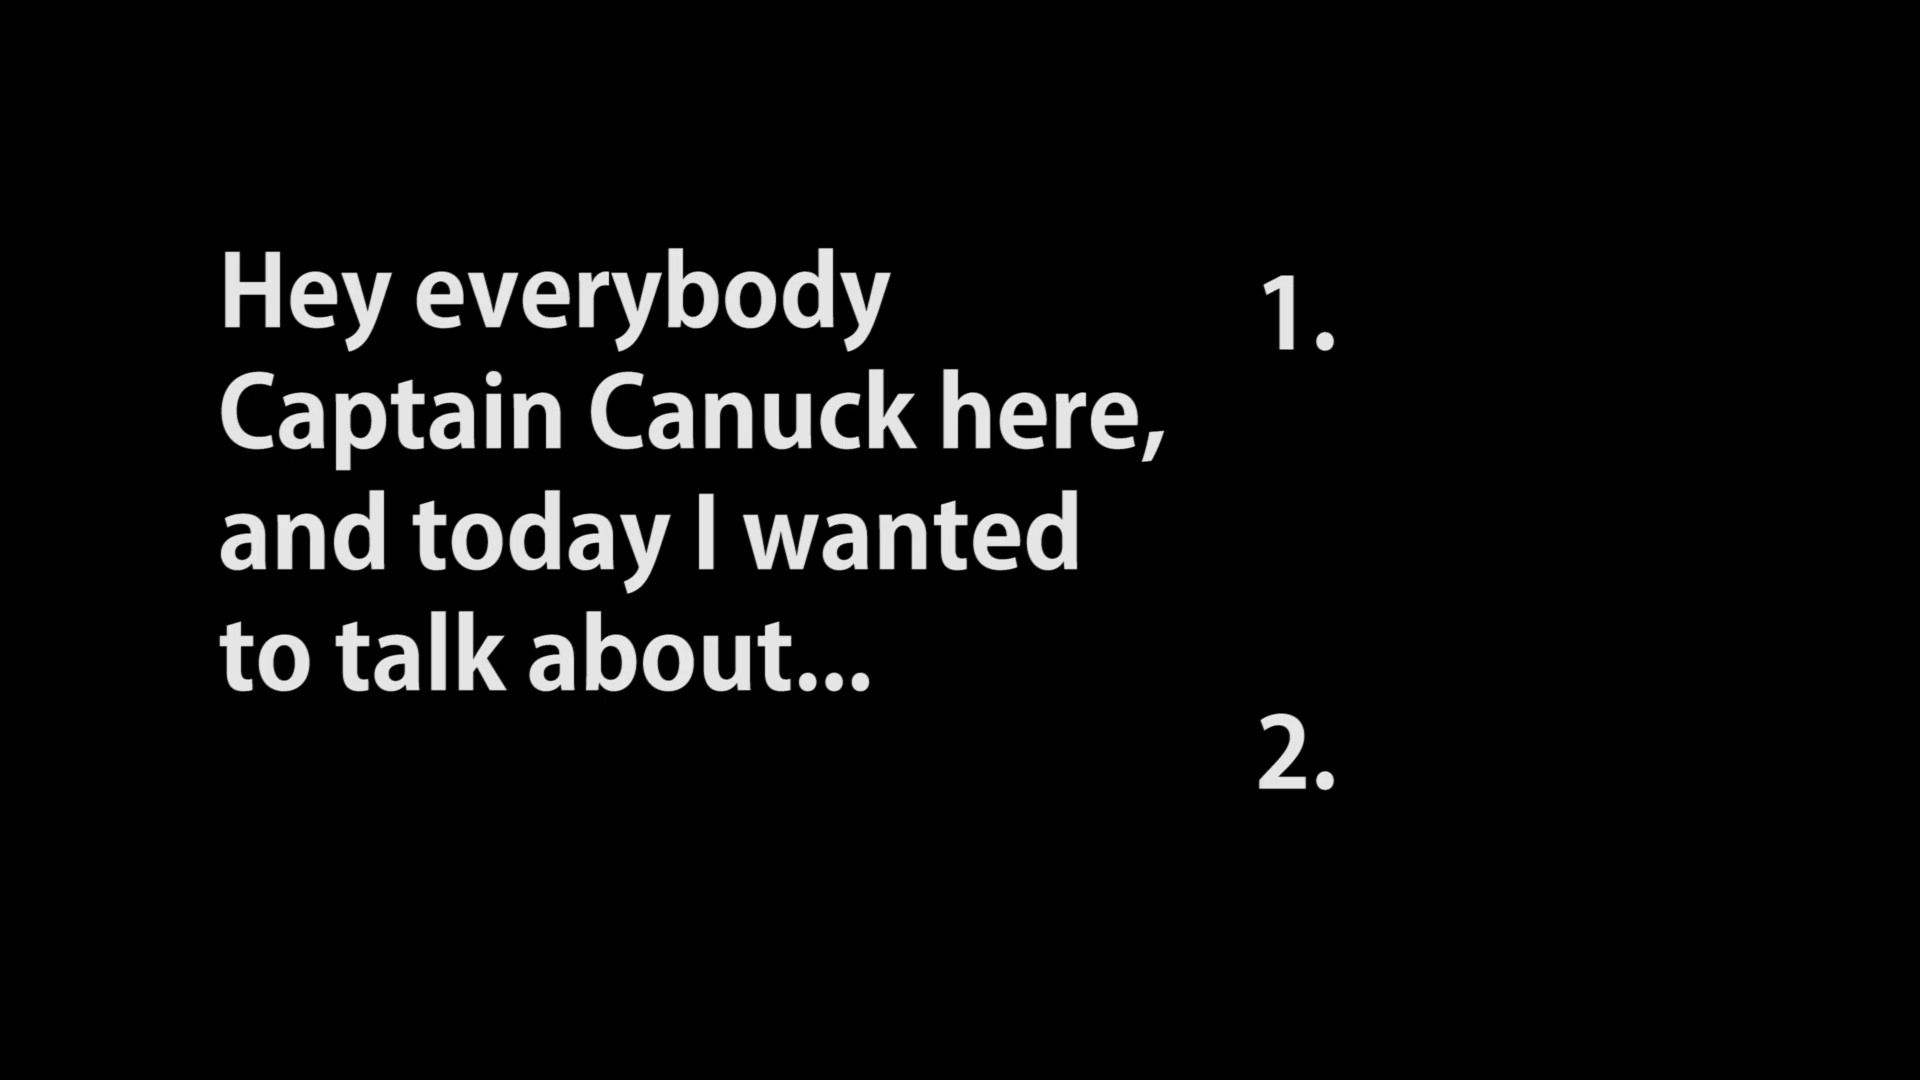 Hey everybody
Captain Canuck here,
and today I wanted
to talk about...
1.
2.